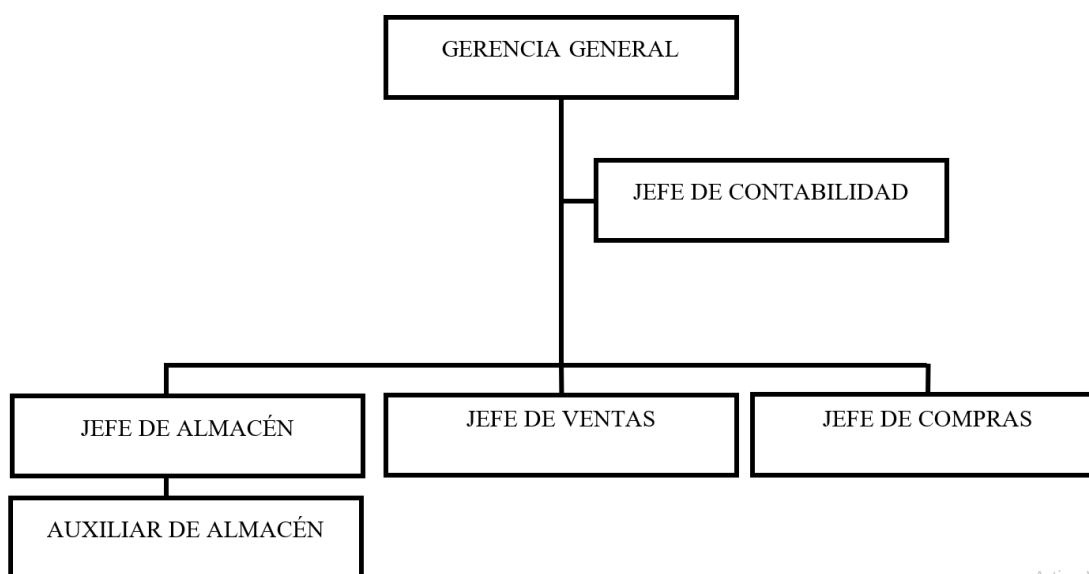 GERENCIA GENERAL
JEFE DE CONTABILIDAD
JEFE DE ALMACÉN
JEFE DE VENTAS
JEFE DE COMPRAS
AUXILIAR DE ALMACÉN